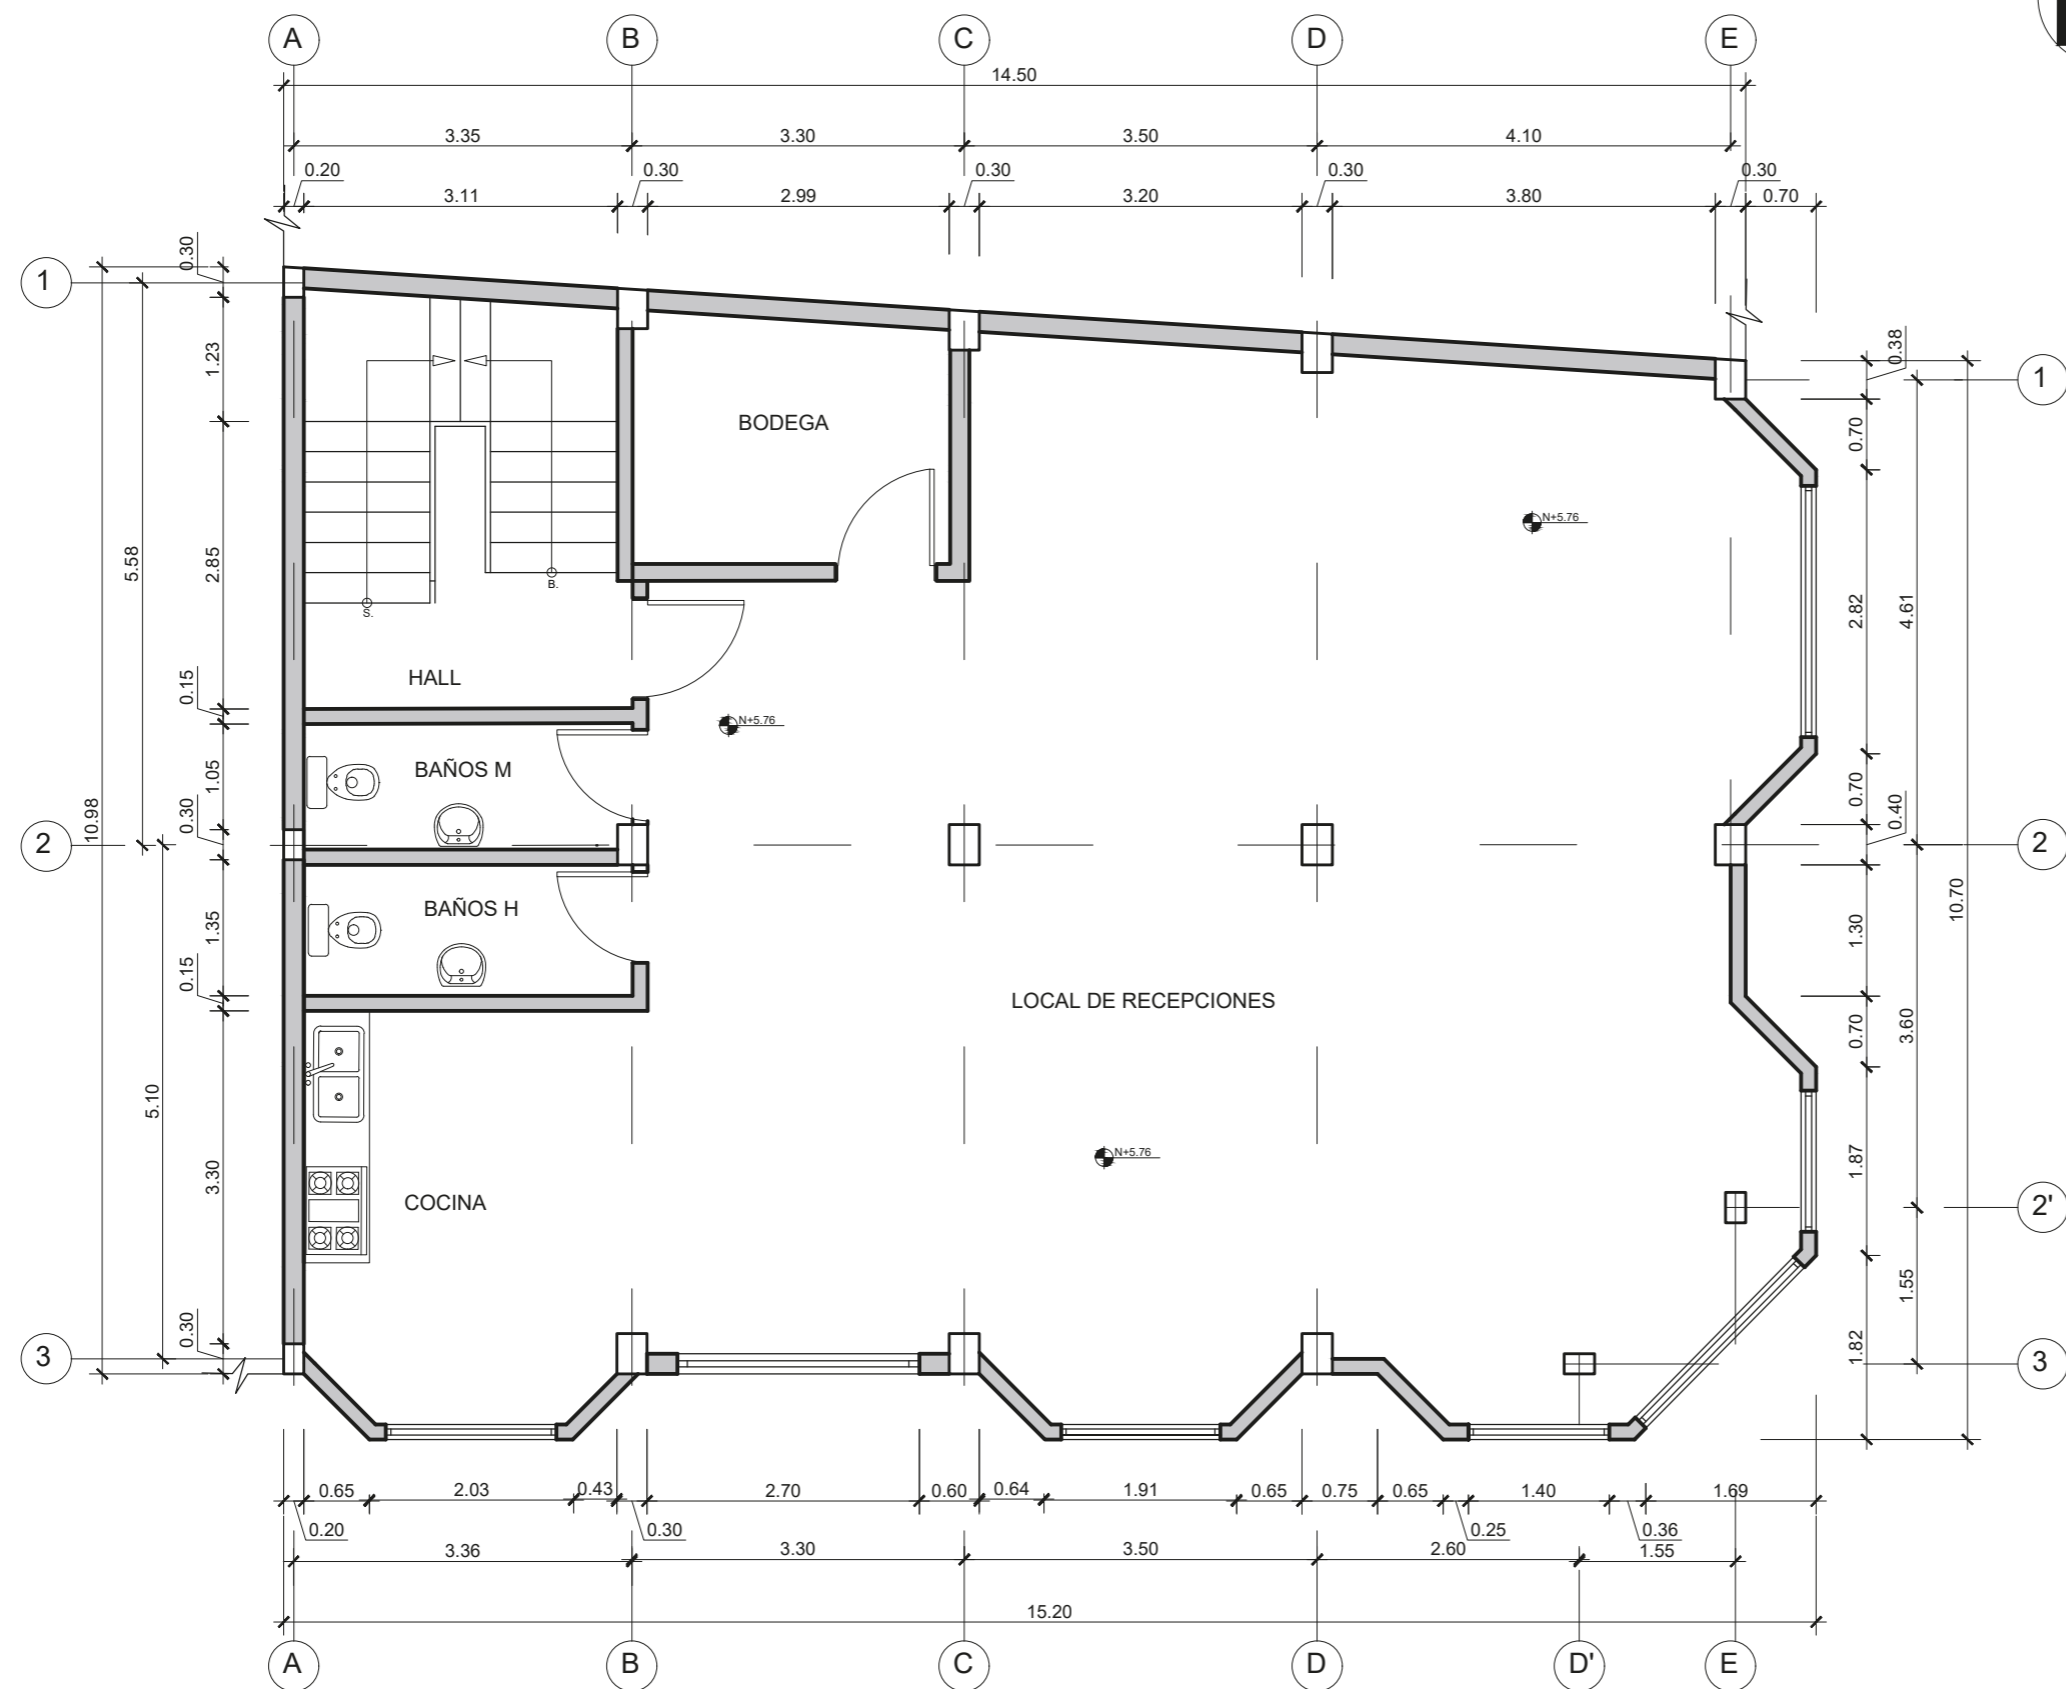 A B C D E
14.50
3.35 3.30 3.50 4.10
0.20 0.30 0.30 0.30 0.30
3.11 2.99 3.20 3.80 0.70
1
0.30
1.23
2.85
0.15
1.05
0.30
1.35
0.15
3.30
0.30
5.58
5.10
10.98
2
3
BODEGA
N+5.76
S.
B.
HALL
N+5.76
BAÑOS M
BAÑOS H
LOCAL DE RECEPCIONES
N+5.76
COCINA
0.38
1
0.70
2.82
4.61
0.70
0.40
2
10.70
1.30
3.60
0.70
1.87
2'
1.55
1.82
3
0.65 2.03 0.43 2.70 0.60 0.64 1.91 0.65 0.75 0.65 1.40 1.69
0.20 0.30 0.25 0.36
3.36 3.30 3.50 2.60 1.55
15.20
A B C D D' E